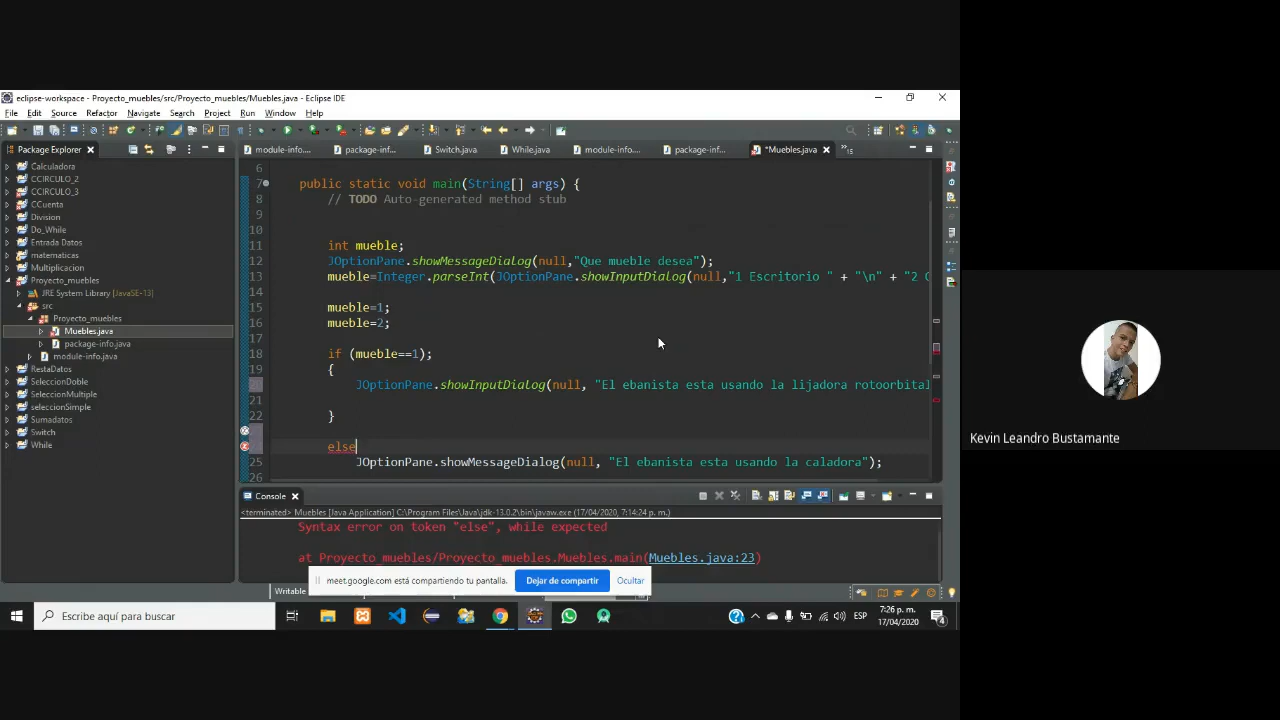 eclipse-workspace - Proyecto_muebles/src/Proyecto_muebles/Muebles.java - Eclipse IDE
File Edit Source Refactor Navigate Search Project Run Window Help
Package Explorer
module-info....
package-inf...
Switch.java
While.java
module-info....
package-inf...
*Muebles.java
»15
Calculadora
CCIRCULO_2
CCIRCULO_3
CCuenta
Division
Do_While
Entrada Datos
matematicas
Multiplicacion
Proyecto_muebles
JRE System Library [JavaSE-13]
src
Proyecto_muebles
Muebles.java
package-info.java
module-info.java
RestaDatos
SeleccionDoble
SeleccionMultiple
seleccionSimple
Sumadatos
Switch
While
6
7 public static void main(String[] args) {
8 // TODO Auto-generated method stub
9
10
11 int mueble;
12 JOptionPane.showMessageDialog(null,"Que mueble desea");
13 mueble=Integer.parseInt(JOptionPane.showInputDialog(null,"1 Escritorio " + "\n" + "2 C
14
15 mueble=1;
16 mueble=2;
17
18 if (mueble==1);
19 {
20 JOptionPane.showInputDialog(null, "El ebanista esta usando la lijadora rotoorbital
21
22 }
else
25 JOptionPane.showMessageDialog(null, "El ebanista esta usando la caladora");
26
Console
<terminated> Muebles [Java Application] C:\Program Files\Java\jdk-13.0.2\bin\javaw.exe (17/04/2020, 7:14:24 p. m.)
Syntax error on token "else", while expected
at Proyecto_muebles/Proyecto_muebles.Muebles.main(Muebles.java:23)
meet.google.com está compartiendo tu pantalla.
Dejar de compartir
Ocultar
Writable
Escribe aquí para buscar
ESP
7:26 p. m.
17/04/2020
4
Kevin Leandro Bustamante